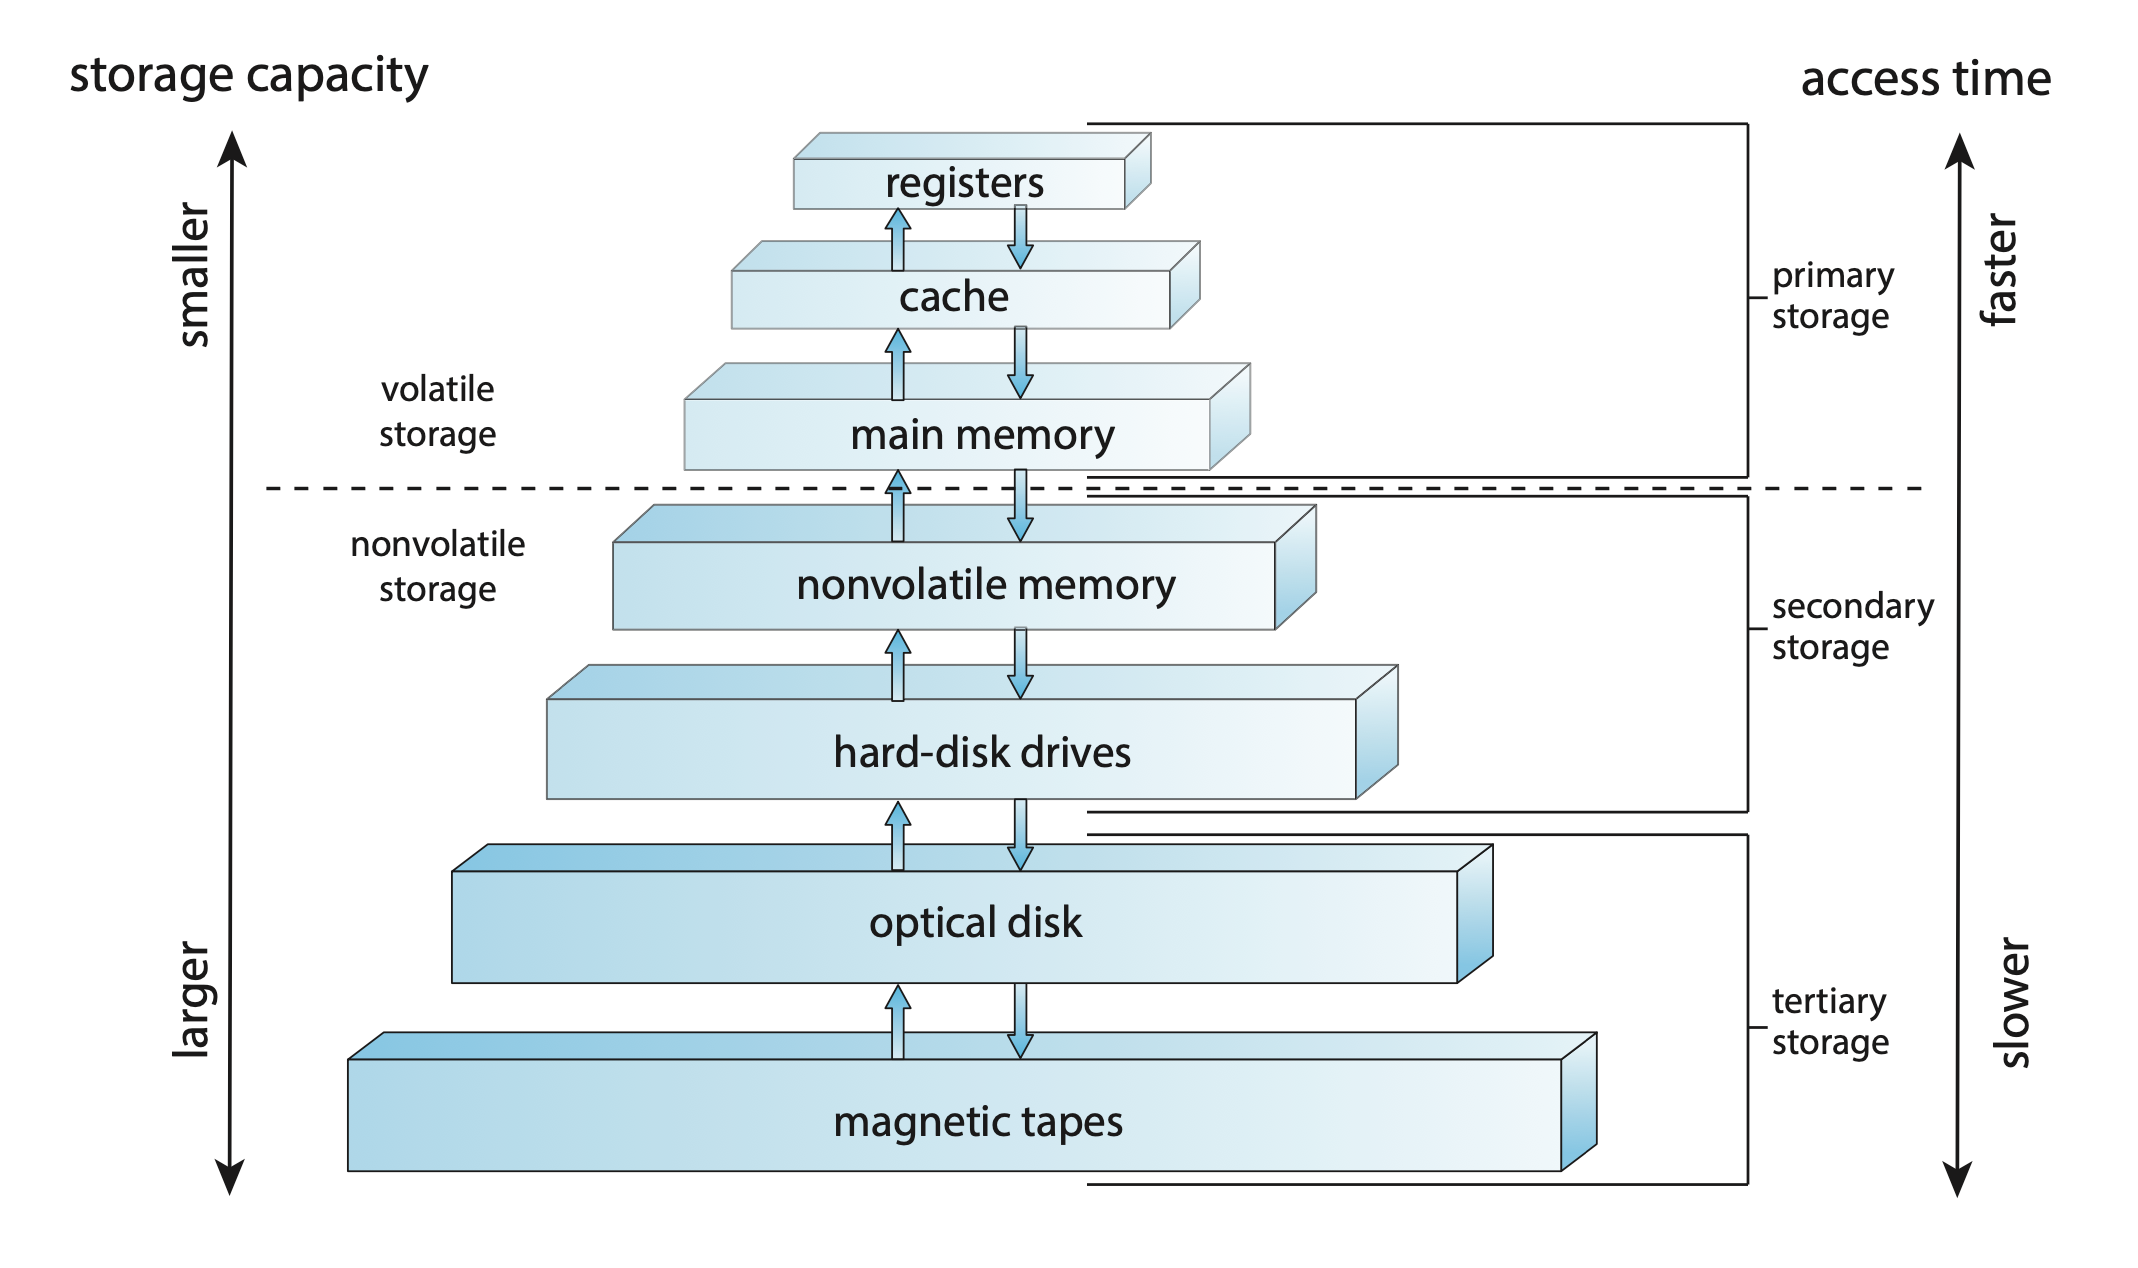 storage capacity
access time
smaller
larger
volatile
storage
nonvolatile
storage
registers
cache
main memory
nonvolatile memory
hard-disk drives
optical disk
magnetic tapes
primary
storage
secondary
storage
tertiary
storage
faster
slower